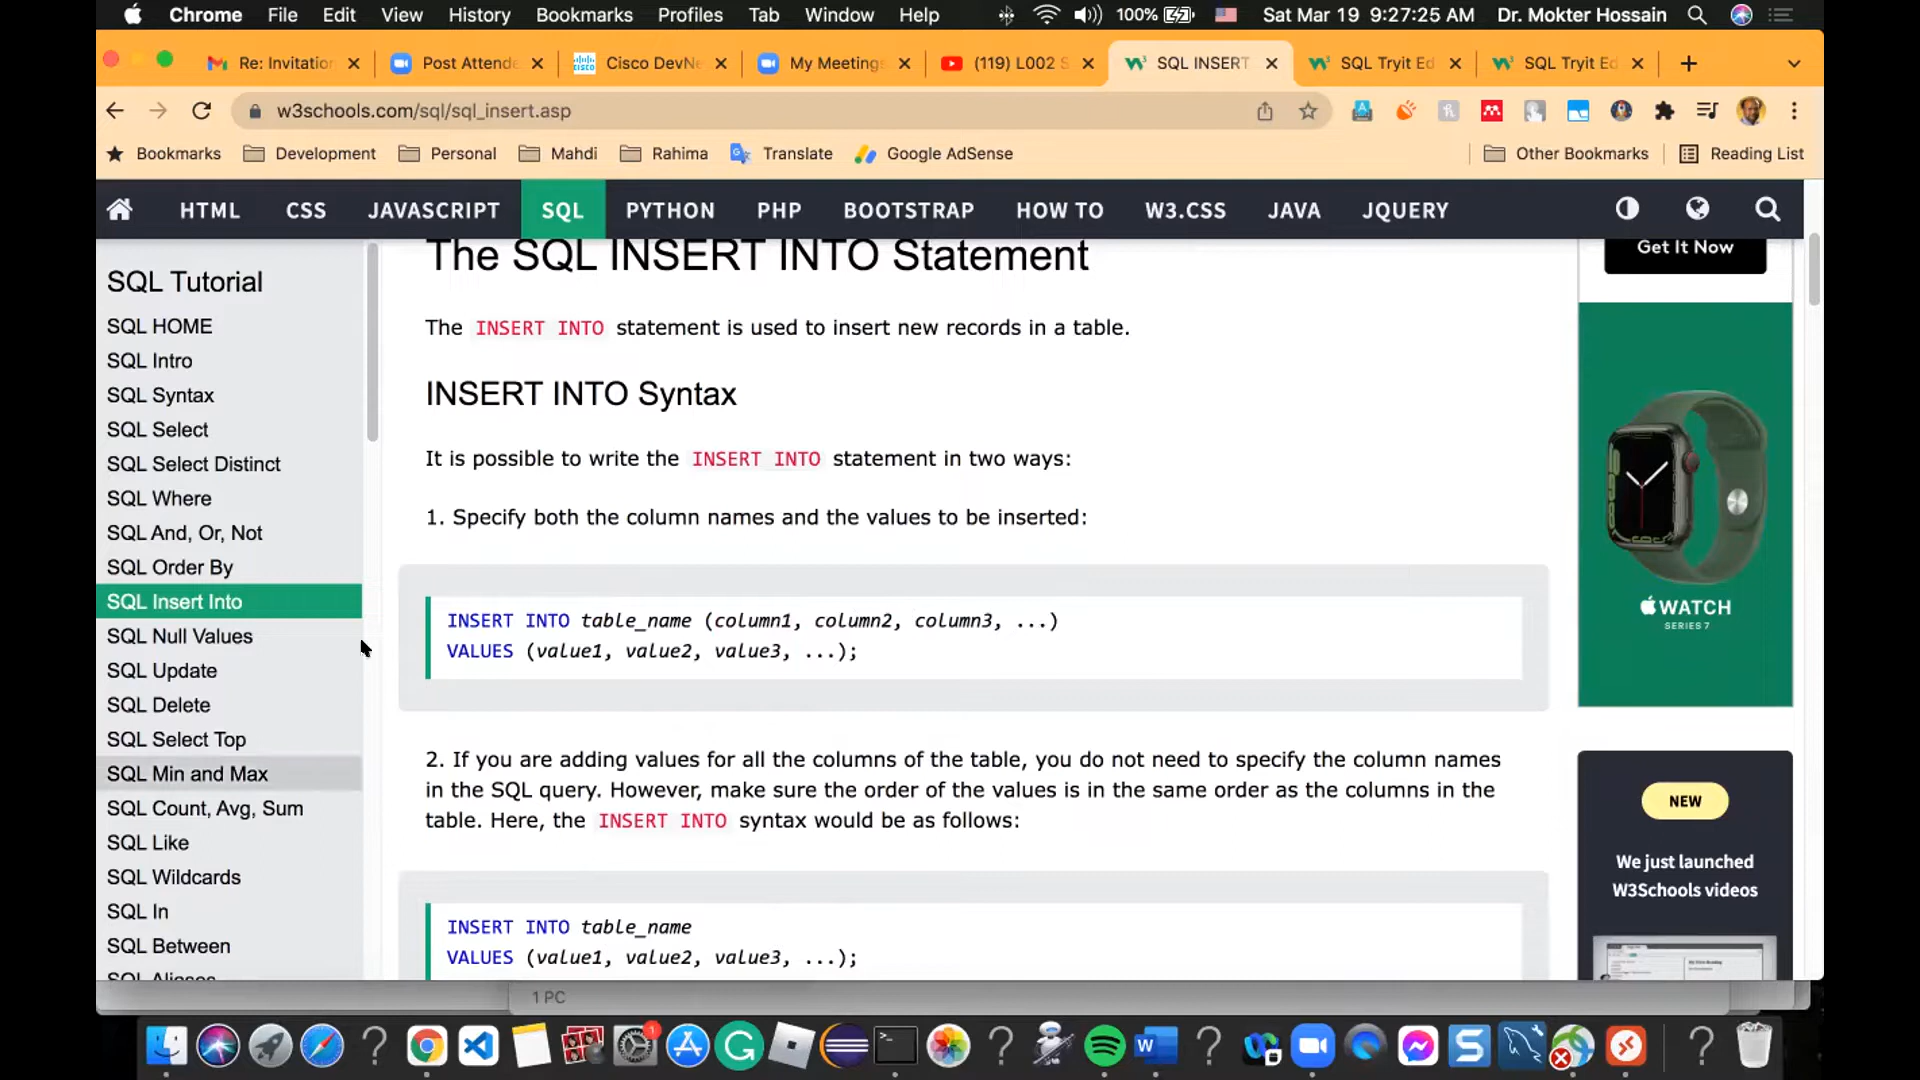 Chrome File Edit View History Bookmarks Profiles Tab Window Help 100% Sat Mar 19 9:27:25 AM Dr. Mokter Hossain
Re: Invitation Post Attende Cisco DevNe My Meetings (119) L002 S SQL INSERT SQL Tryit Ed SQL Tryit Ed
w3schools.com/sql/sql_insert.asp
Bookmarks Development Personal Mahdi Rahima Translate Google AdSense Other Bookmarks Reading List
HTML CSS JAVASCRIPT SQL PYTHON PHP BOOTSTRAP HOW TO W3.CSS JAVA JQUERY
SQL Tutorial
SQL HOME
SQL Intro
SQL Syntax
SQL Select
SQL Select Distinct
SQL Where
SQL And, Or, Not
SQL Order By
SQL Insert Into
SQL Null Values
SQL Update
SQL Delete
SQL Select Top
SQL Min and Max
SQL Count, Avg, Sum
SQL Like
SQL Wildcards
SQL In
SQL Between
SQL Aliases
The SQL INSERT INTO Statement
The INSERT INTO statement is used to insert new records in a table.
INSERT INTO Syntax
It is possible to write the INSERT INTO statement in two ways:
1. Specify both the column names and the values to be inserted:
INSERT INTO table_name (column1, column2, column3, ...)
VALUES (value1, value2, value3, ...);
2. If you are adding values for all the columns of the table, you do not need to specify the column names
in the SQL query. However, make sure the order of the values is in the same order as the columns in the
table. Here, the INSERT INTO syntax would be as follows:
INSERT INTO table_name
VALUES (value1, value2, value3, ...);
Get It Now
WATCH
SERIES 7
NEW
We just launched
W3Schools videos
1 PC